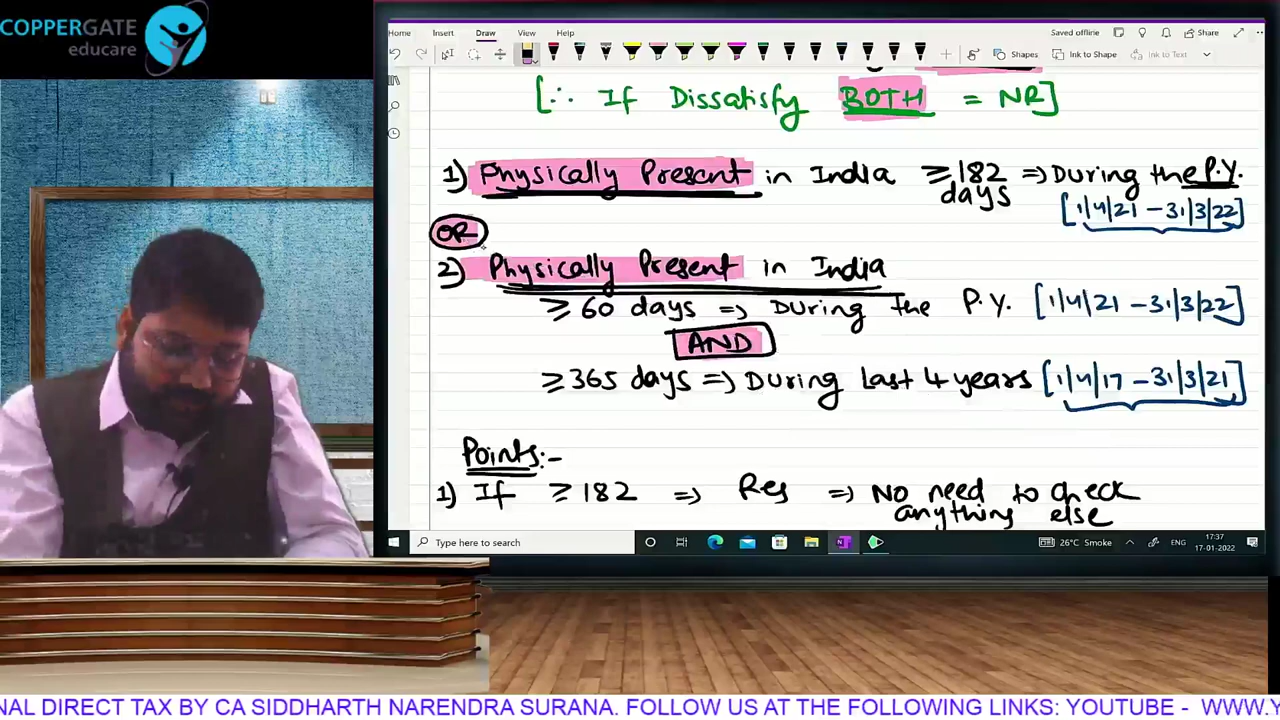 COPPERGATE
educare
Home Insert Draw View Help
Saved offline Share
Shapes Ink to Shape Ink to Text
[∴ If Dissatisfy BOTH = NR]
1) Physically Present in India ≥182 days ⇒ During the P.Y.
[1/4/21 - 31/3/22]
OR
2) Physically Present in India
≥ 60 days ⇒ During the P.Y. [1/4/21 - 31/3/22]
AND
≥365 days ⇒ During last 4 years [1/4/17 - 31/3/21]
Points:-
1) If ≥ 182 ⇒ Res ⇒ No need to check
anything else
Type here to search
26°C Smoke ENG 17:37
17-01-2022
NAL DIRECT TAX BY CA SIDDHARTH NARENDRA SURANA. FOLLOW US AT THE FOLLOWING LINKS: YOUTUBE - WWW.Y